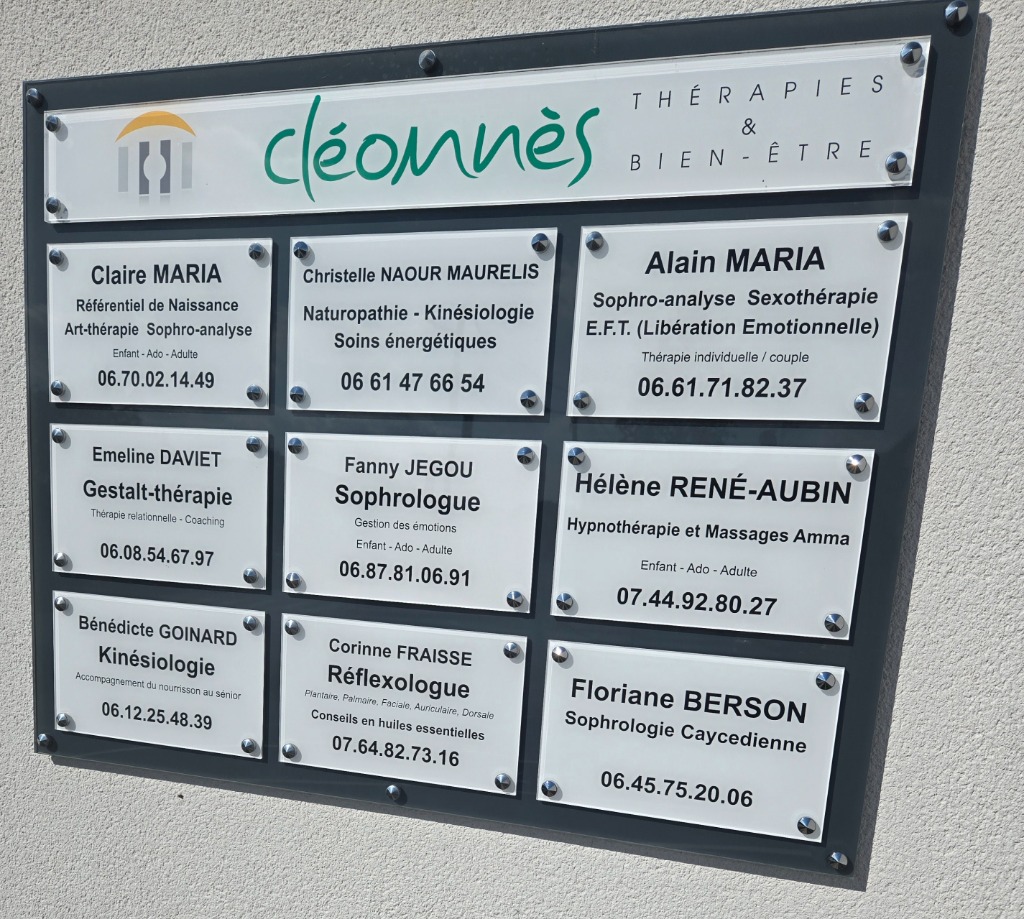 cléomnès
THÉRAPIES
&
BIEN-ÊTRE
Claire MARIA
Référentiel de Naissance
Art-thérapie Sophro-analyse
Enfant - Ado - Adulte
06.70.02.14.49
Christelle NAOUR MAURELIS
Naturopathie - Kinésiologie
Soins énergétiques
06 61 47 66 54
Alain MARIA
Sophro-analyse Sexothérapie
E.F.T. (Libération Emotionnelle)
Thérapie individuelle / couple
06.61.71.82.37
Emeline DAVIET
Gestalt-thérapie
Thérapie relationnelle - Coaching
06.08.54.67.97
Fanny JEGOU
Sophrologue
Gestion des émotions
Enfant - Ado - Adulte
06.87.81.06.91
Hélène RENÉ-AUBIN
Hypnothérapie et Massages Amma
Enfant - Ado - Adulte
07.44.92.80.27
Bénédicte GOINARD
Kinésiologie
Accompagnement du nourrisson au sénior
06.12.25.48.39
Corinne FRAISSE
Réflexologue
Plantaire, Palmaire, Faciale, Auriculaire, Dorsale
Conseils en huiles essentielles
07.64.82.73.16
Floriane BERSON
Sophrologie Caycedienne
06.45.75.20.06